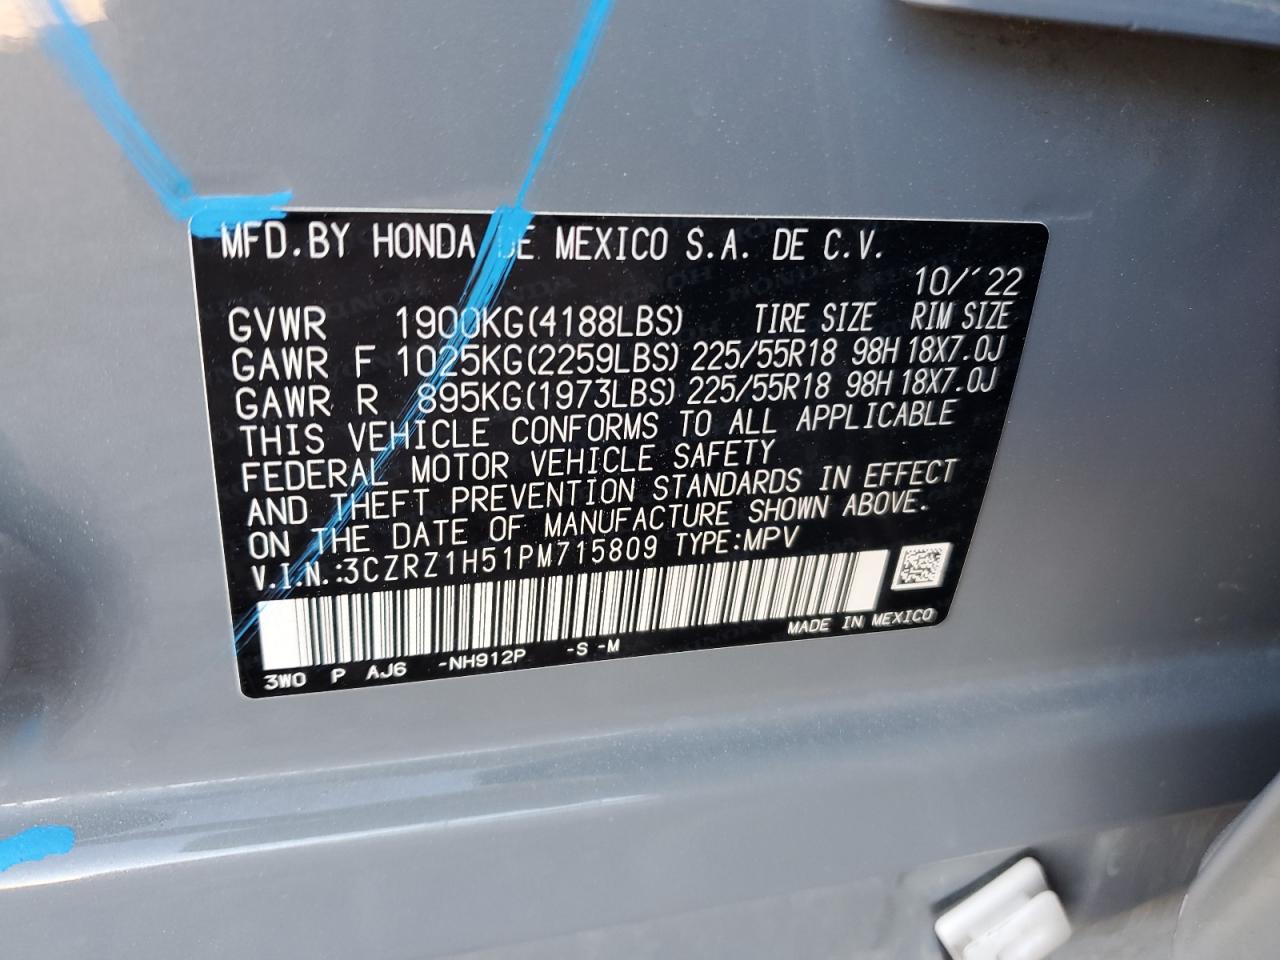 MFD.BY HONDA DE MEXICO S.A. DE C.V.
10/´22
GVWR 1900KG(4188LBS) TIRE SIZE RIM SIZE
GAWR F 1025KG(2259LBS) 225/55R18 98H 18X7.0J
GAWR R 895KG(1973LBS) 225/55R18 98H 18X7.0J
THIS VEHICLE CONFORMS TO ALL APPLICABLE
FEDERAL MOTOR VEHICLE SAFETY
AND THEFT PREVENTION STANDARDS IN EFFECT
ON THE DATE OF MANUFACTURE SHOWN ABOVE.
V.I.N.:3CZRZ1H51PM715809 TYPE:MPV
MADE IN MEXICO
3W0 P AJ6 -NH912P -S -M